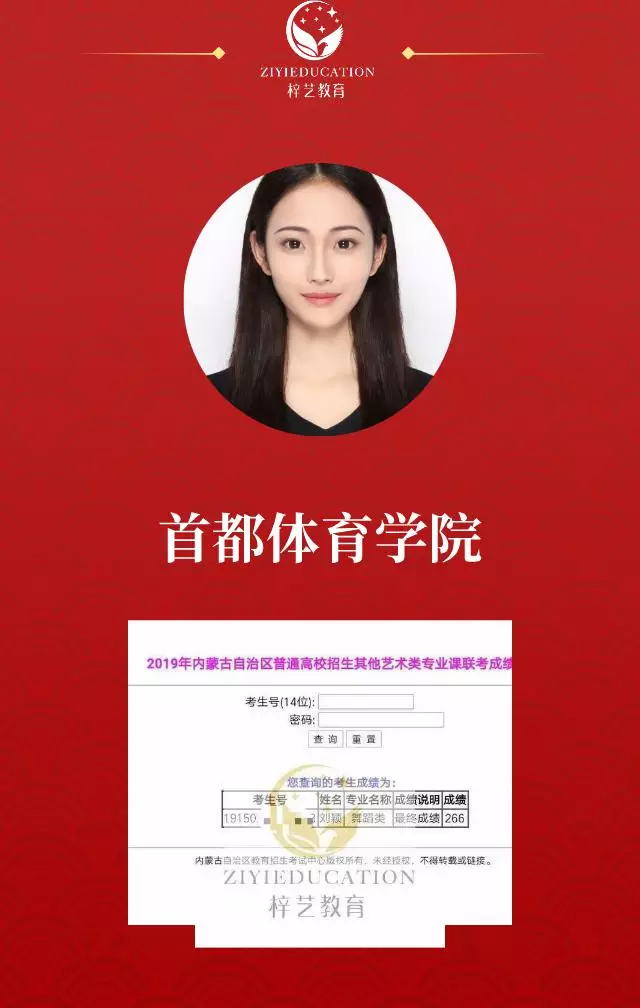 ZIYIEDUCATION
梓艺教育
首都体育学院
2019年内蒙古自治区普通高校招生其他艺术类专业课联考成绩
考生号(14位):
密码:
查 询 重 置
您查询的考生成绩为:
考生号 姓名 专业名称 成绩说明 成绩
19150 2 刘颖 舞蹈类 最终成绩 266
内蒙古自治区教育招生考试中心版权所有，未经授权，不得转载或链接。
ZIYIEDUCATION
梓艺教育